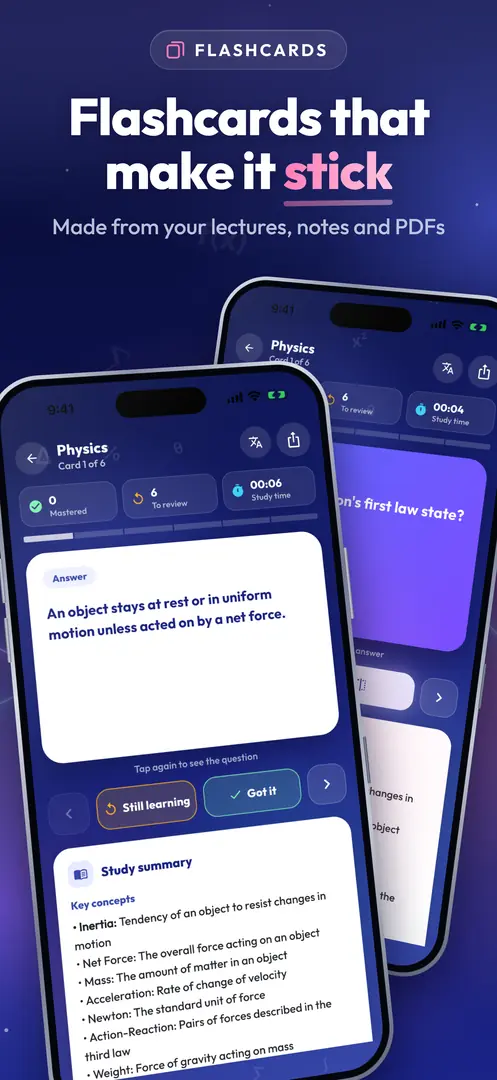 FLASHCARDS
Flashcards that
make it stick
Made from your lectures, notes and PDFs
9:41
Physics
Card 1 of 6
6
To review
00:04
Study time
on's first law state?
answer
hanges in
object
the
9:41
Physics
Card 1 of 6
0
Mastered
6
To review
00:06
Study time
Answer
An object stays at rest or in uniform
motion unless acted on by a net force.
Tap again to see the question
Still learning
Got it
Study summary
Key concepts
• Inertia: Tendency of an object to resist changes in
motion
• Net Force: The overall force acting on an object
• Mass: The amount of matter in an object
• Acceleration: Rate of change of velocity
• Newton: The standard unit of force
• Action-Reaction: Pairs of forces described in the
third law
• Weight: Force of gravity acting on mass